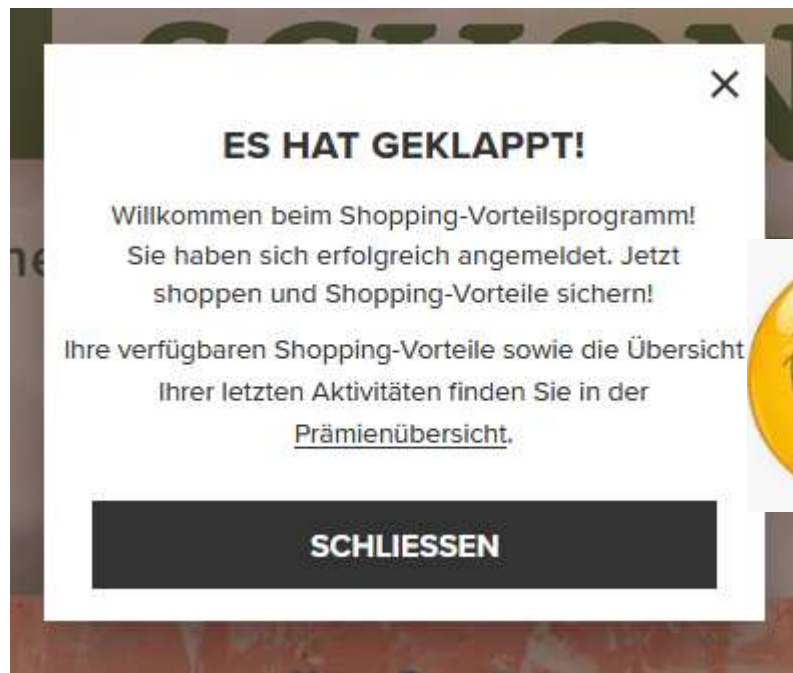 SCHON
ES HAT GEKLAPPT!
Willkommen beim Shopping-Vorteilsprogramm!
Sie haben sich erfolgreich angemeldet. Jetzt
shoppen und Shopping-Vorteile sichern!
Ihre verfügbaren Shopping-Vorteile sowie die Übersicht
Ihrer letzten Aktivitäten finden Sie in der
Prämienübersicht.
SCHLIESSEN